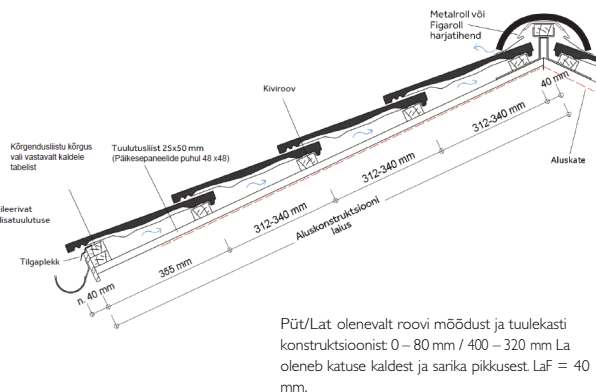 Metalroll või
Figaroll
harjatihend
Kiviroov
40 mm
Kõrgendusliistu kõrgus
vali vastavalt kaldele
tabelist
Tuulutusliist 25x50 mm
(Päikesepaneelide puhul 48 x48)
312-340 mm
Aluskate
312-340 mm
ileerivat
lisatuulutuse
312-340 mm
Aluskonstruktsiooni
laius
Tilgaplekk
355 mm
n. 40 mm
Püt/Lat olenevalt roovi mõõdust ja tuulekasti
konstruktsioonist: 0 – 80 mm / 400 – 320 mm La
oleneb katuse kaldest ja sarika pikkusest. LaF = 40
mm.